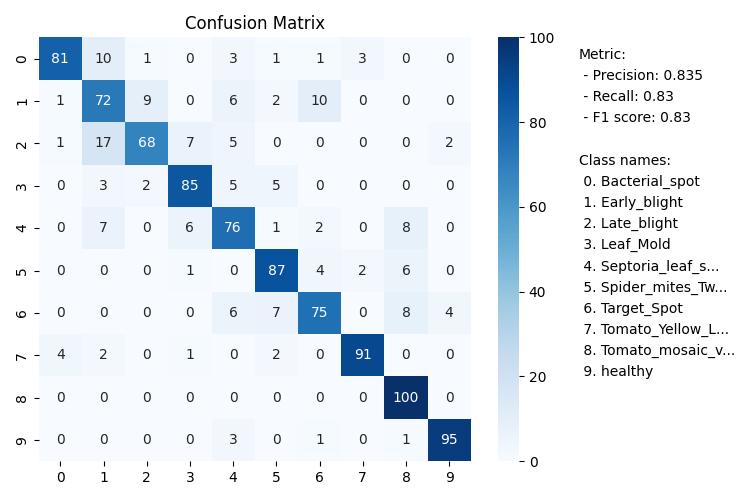 Confusion Matrix
0 81 10 1 0 3 1 1 3 0 0
1 1 72 9 0 6 2 10 0 0 0
2 1 17 68 7 5 0 0 0 0 2
3 0 3 2 85 5 5 0 0 0 0
4 0 7 0 6 76 1 2 0 8 0
5 0 0 0 1 0 87 4 2 6 0
6 0 0 0 0 6 7 75 0 8 4
7 4 2 0 1 0 2 0 91 0 0
8 0 0 0 0 0 0 0 0 100 0
9 0 0 0 0 3 0 1 0 1 95
0 1 2 3 4 5 6 7 8 9
100
80
60
40
20
0
Metric:
- Precision: 0.835
- Recall: 0.83
- F1 score: 0.83
Class names:
0. Bacterial_spot
1. Early_blight
2. Late_blight
3. Leaf_Mold
4. Septoria_leaf_s...
5. Spider_mites_Tw...
6. Target_Spot
7. Tomato_Yellow_L...
8. Tomato_mosaic_v...
9. healthy